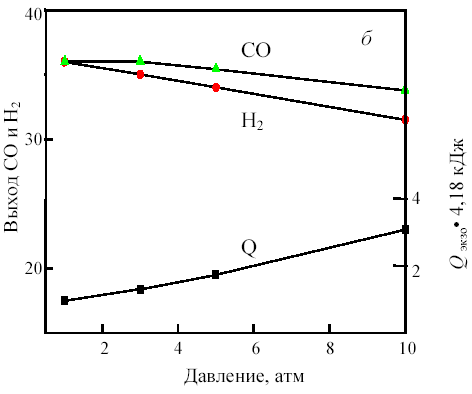 40
б
CO
30
H₂
Выход CO и H₂
4
Q экзо • 4,18 кДж
Q
20
2
2 4 6 8 10
Давление, атм